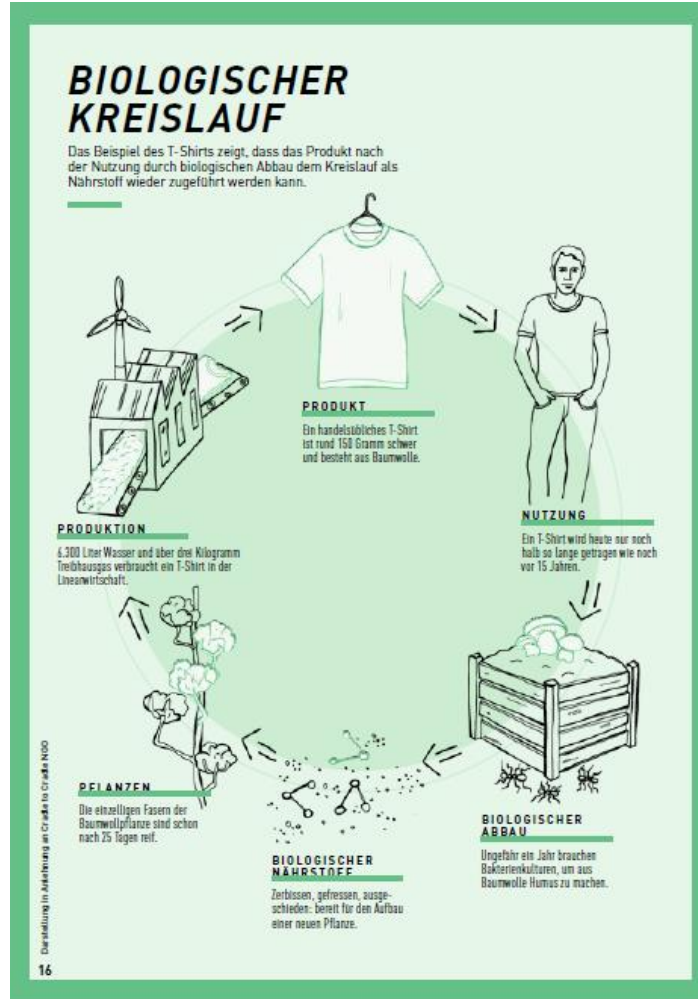 BIOLOGISCHER
KREISLAUF
Das Beispiel des T-Shirts zeigt, dass das Produkt nach
der Nutzung durch biologischen Abbau dem Kreislauf als
Nährstoff wieder zugeführt werden kann.
PRODUKT
Ein handelsübliches T-Shirt
ist rund 150 Gramm schwer
und besteht aus Baumwolle.
NUTZUNG
Ein T-Shirt wird heute nur noch
halb so lange getragen wie noch
vor 15 Jahren.
PRODUKTION
6.300 Liter Wasser und über drei Kilogramm
Treibhausgas verbraucht ein T-Shirt in der
Linearwirtschaft.
BIOLOGISCHER
ABBAU
Ungefähr ein Jahr brauchen
Bakterienkulturen, um aus
Baumwolle Humus zu machen.
BIOLOGISCHER
NÄHRSTOFF
Zerbissen, gefressen, ausge-
schieden: bereit für den Aufbau
einer neuen Pflanze.
PFLANZEN
Die einzelligen Fasern der
Baumwollpflanze sind schon
nach 25 Tagen reif.
Darstellung in Anlehnung an Cradle to Cradle NGO
16